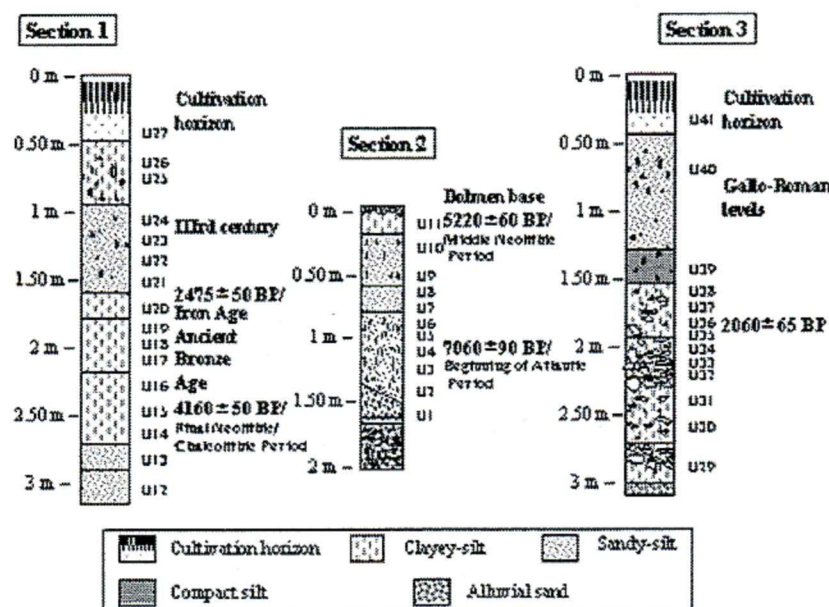 Section 1
0 m
0.50 m
1 m
1.50 m
2 m
2.50 m
3 m
Cultivation
horizon
U27
U26
U25
U24
IIIrd century
U23
U22
U21
2475±50 BP/
U20
Iron Age
U19
Ancient
U18
Bronze
U17
U16
Age
U15
4160±50 BP/
U14
Final Neolithic/
Chalcolithic Period
U13
U12
Section 2
0 m
0.50 m
1 m
1.50 m
2 m
Dolmen base
U11
5220±60 BP/
U10
Middle Neolithic
Period
U9
U8
U7
U6
U5
U4
7060±90 BP/
U3
Beginning of Atlantic
Period
U2
U1
Section 3
0 m
0.50 m
1 m
1.50 m
2 m
2.50 m
3 m
Cultivation
U41
horizon
U40
Gallo-Roman
levels
U39
U38
U37
U36
2060±65 BP
U35
U34
U33
U32
U31
U30
U29
Cultivation horizon
Clayey-silt
Sandy-silt
Compact silt
Alluvial sand